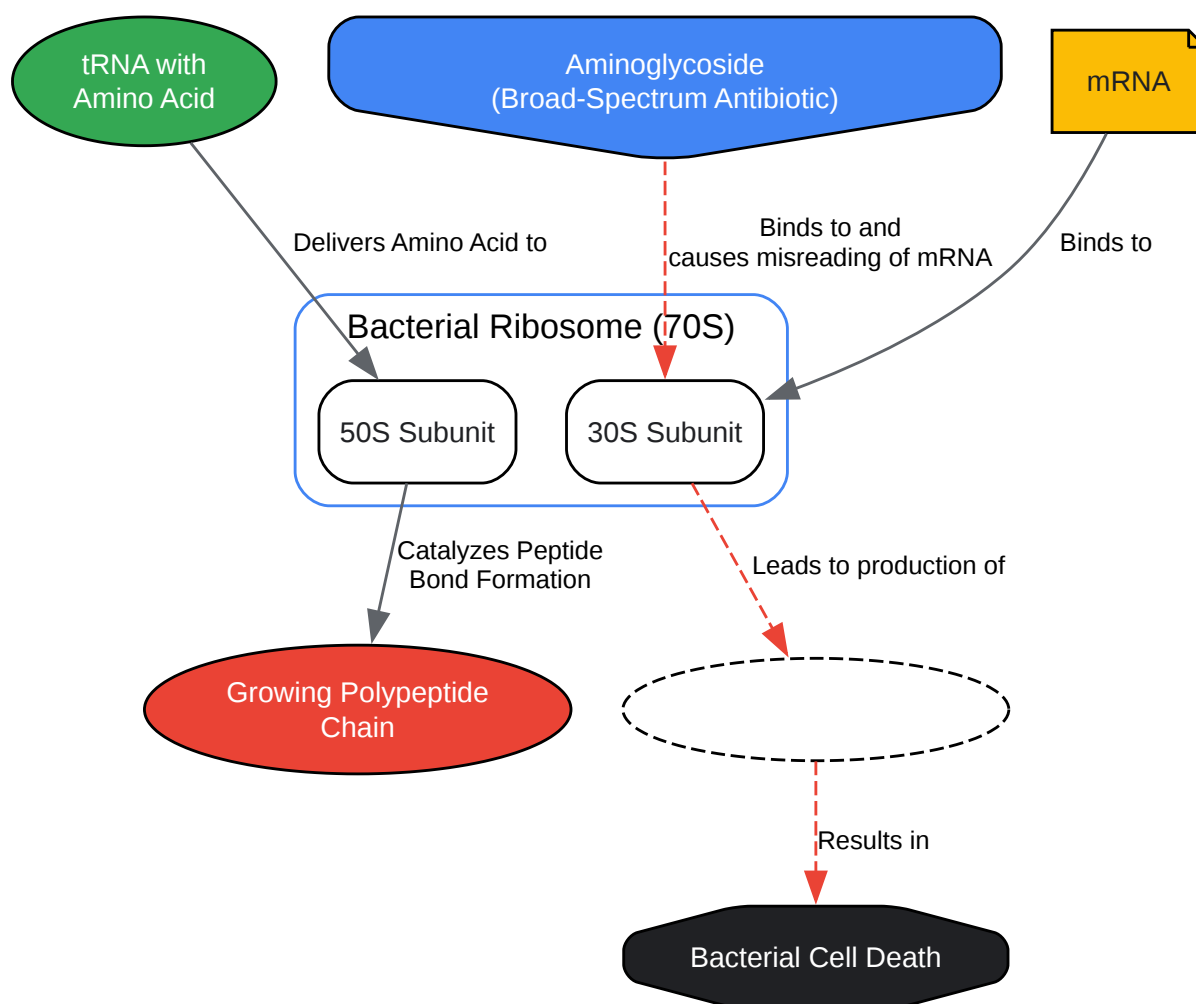 tRNA with
Amino Acid
Aminoglycoside
(Broad-Spectrum Antibiotic)
mRNA
Delivers Amino Acid to
Binds to and
causes misreading of mRNA
Binds to
Bacterial Ribosome (70S)
50S Subunit
30S Subunit
Catalyzes Peptide
Bond Formation
Leads to production of
Growing Polypeptide
Chain
Results in
Bacterial Cell Death